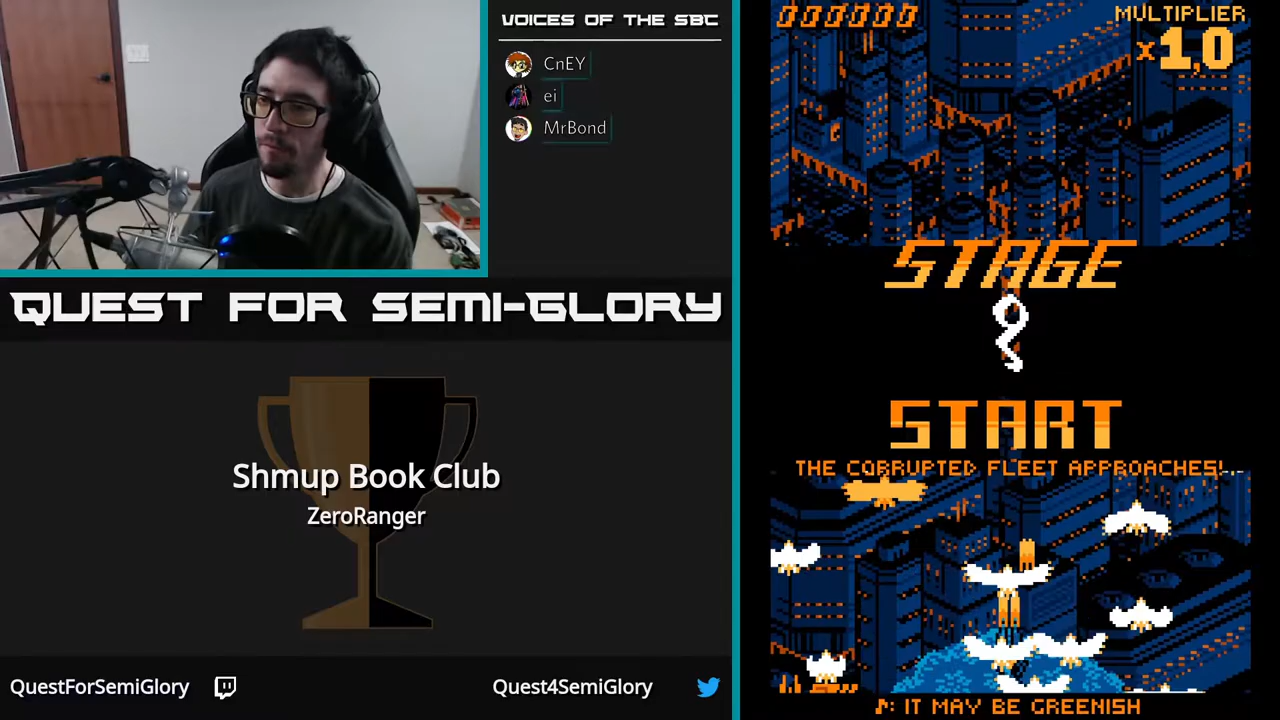 VOICES OF THE SBC
CnEY
ei
MrBond
QUEST FOR SEMI-GLORY
Shmup Book Club
ZeroRanger
QuestForSemiGlory
Quest4SemiGlory
000000
MULTIPLIER
x1,0
STAGE
START
THE CORRUPTED FLEET APPROACHES!
♪: IT MAY BE GREENISH